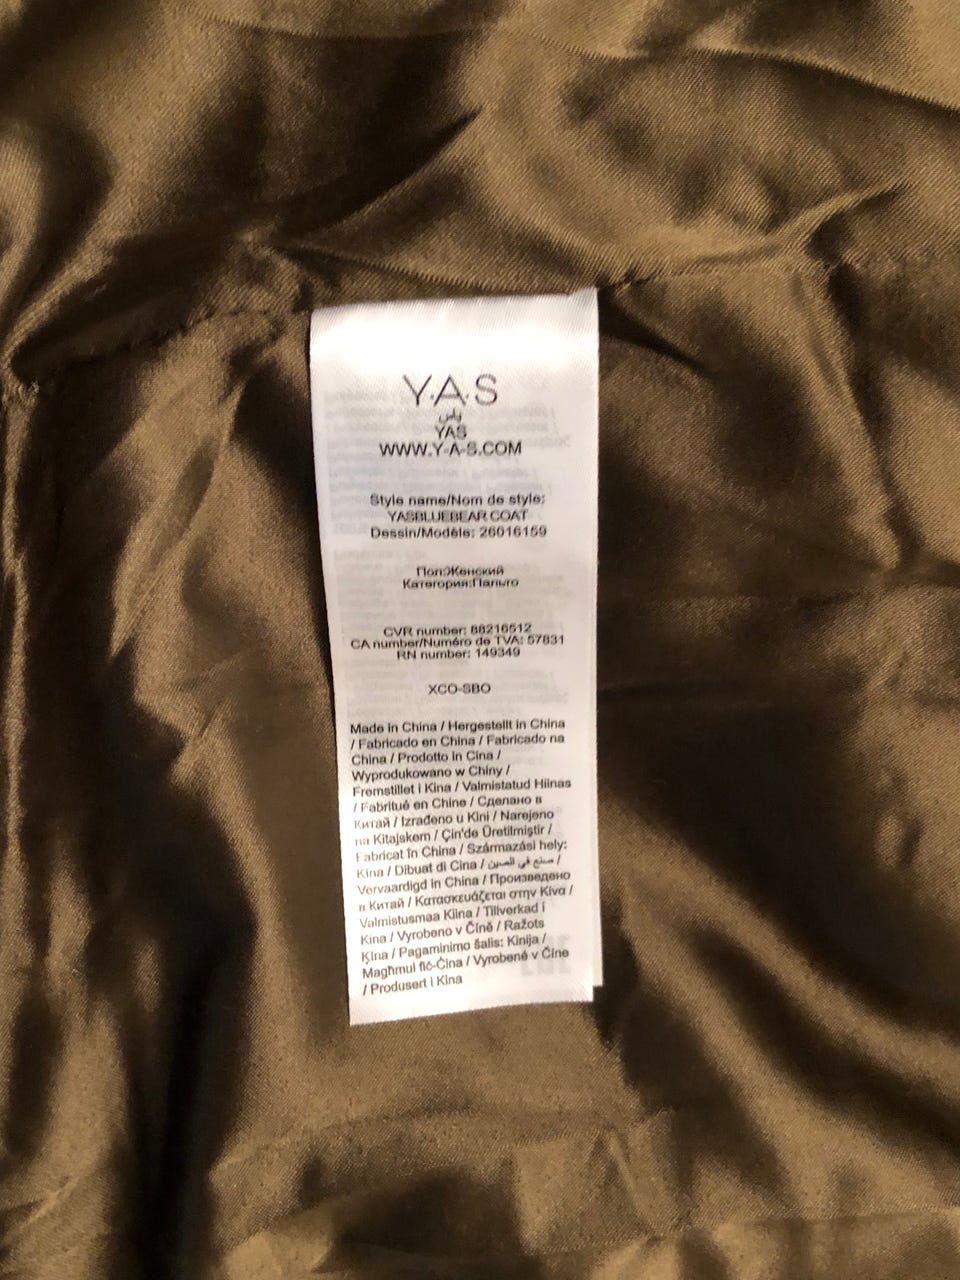 Y·A·S
ياس
YAS
WWW.Y-A-S.COM
Style name/Nom de style:
YASBLUEBEAR COAT
Dessin/Modèle: 26016159
Пол:Женский
Категория:Пальто
CVR number: 88216512
CA number/Numéro de TVA: 57831
RN number: 149349
XCO-SBO
Made in China / Hergestellt in China
/ Fabricado en China / Fabricado na
China / Prodotto in Cina /
Wyprodukowano w Chiny /
Fremstillet i Kina / Valmistatud Hiinas
/ Fabritué en Chine / Сделано в
Китай / Izrađeno u Kini / Narejeno
na Kitajskem / Çin'de Üretilmiştir /
Fabricat în China / Származási hely:
Kína / Dibuat di Cina / صنع في الصين /
Vervaardigd in China / Произведено
в Китай / Κατασκευάζεται στην Κίνα /
Valmistusmaa Kiina / Tillverkad i
Kina / Vyrobeno v Číně / Ražots
Ķīna / Pagaminimo šalis: Kinija /
Magħmul fiċ-Ċina / Vyrobené v Číne
/ Produsert i Kina